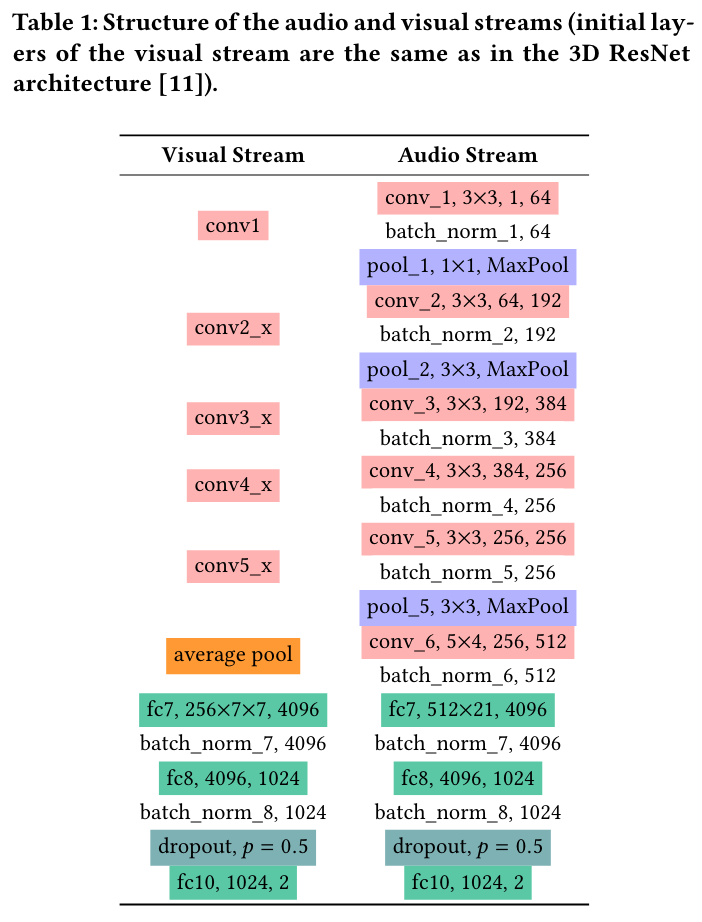 Table 1: Structure of the audio and visual streams (initial lay-
ers of the visual stream are the same as in the 3D ResNet
architecture [11]).
Visual Stream Audio Stream
conv_1, 3×3, 1, 64
conv1
batch_norm_1, 64
pool_1, 1×1, MaxPool
conv_2, 3×3, 64, 192
conv2_x
batch_norm_2, 192
pool_2, 3×3, MaxPool
conv_3, 3×3, 192, 384
conv3_x
batch_norm_3, 384
conv_4, 3×3, 384, 256
conv4_x
batch_norm_4, 256
conv_5, 3×3, 256, 256
conv5_x
batch_norm_5, 256
pool_5, 3×3, MaxPool
conv_6, 5×4, 256, 512
average pool
batch_norm_6, 512
fc7, 256×7×7, 4096 fc7, 512×21, 4096
batch_norm_7, 4096 batch_norm_7, 4096
fc8, 4096, 1024 fc8, 4096, 1024
batch_norm_8, 1024 batch_norm_8, 1024
dropout, p = 0.5 dropout, p = 0.5
fc10, 1024, 2 fc10, 1024, 2